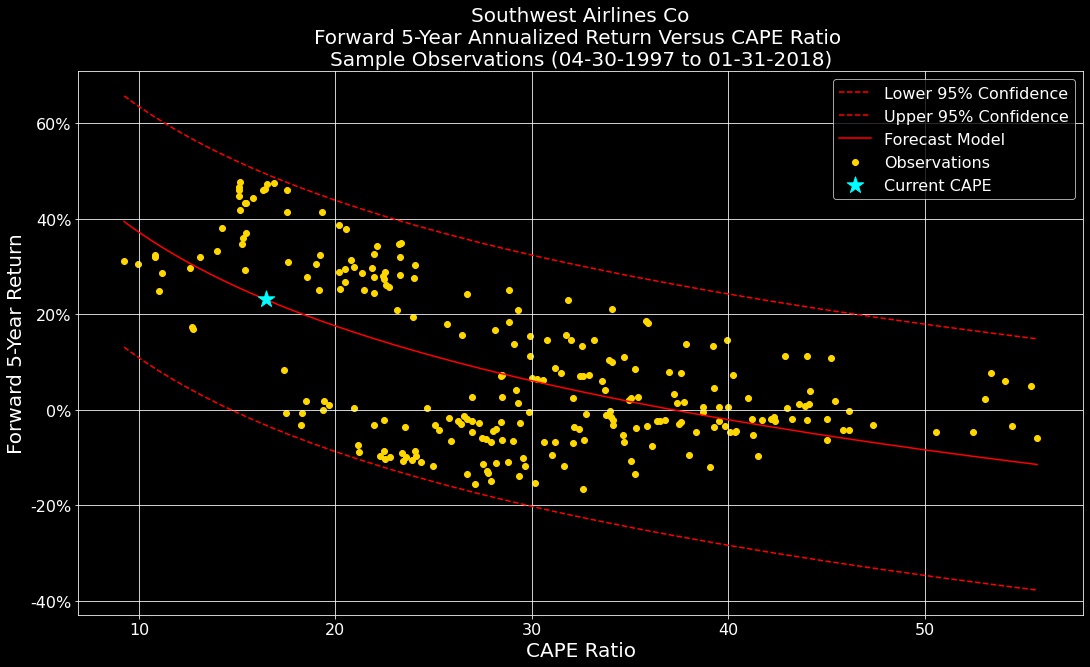 Southwest Airlines Co
Forward 5-Year Annualized Return Versus CAPE Ratio
Sample Observations (04-30-1997 to 01-31-2018)
Lower 95% Confidence
Upper 95% Confidence
Forecast Model
Observations
Current CAPE
Forward 5-Year Return
60%
40%
20%
0%
-20%
-40%
10
20
30
40
50
CAPE Ratio